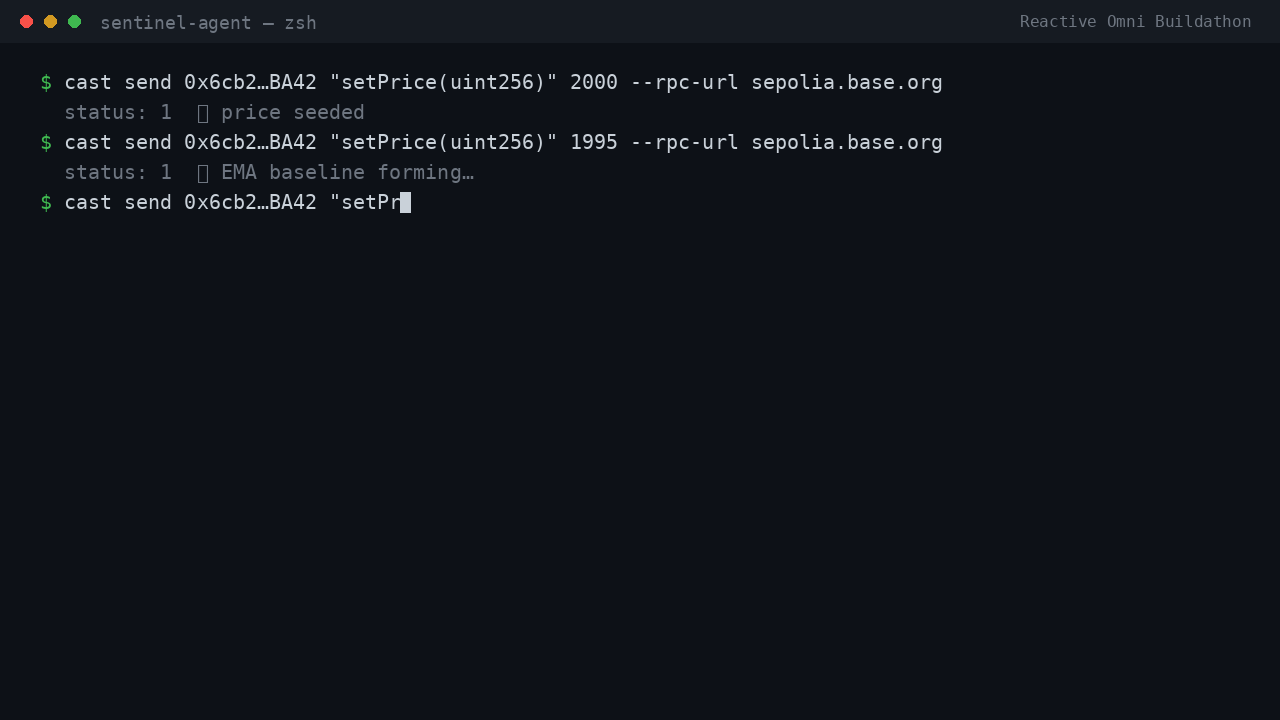 sentinel-agent — zsh
Reactive Omni Buildathon
$ cast send 0x6cb2…BA42 "setPrice(uint256)" 2000 --rpc-url sepolia.base.org
status: 1 ▯ price seeded
$ cast send 0x6cb2…BA42 "setPrice(uint256)" 1995 --rpc-url sepolia.base.org
status: 1 ▯ EMA baseline forming…
$ cast send 0x6cb2…BA42 "setPr